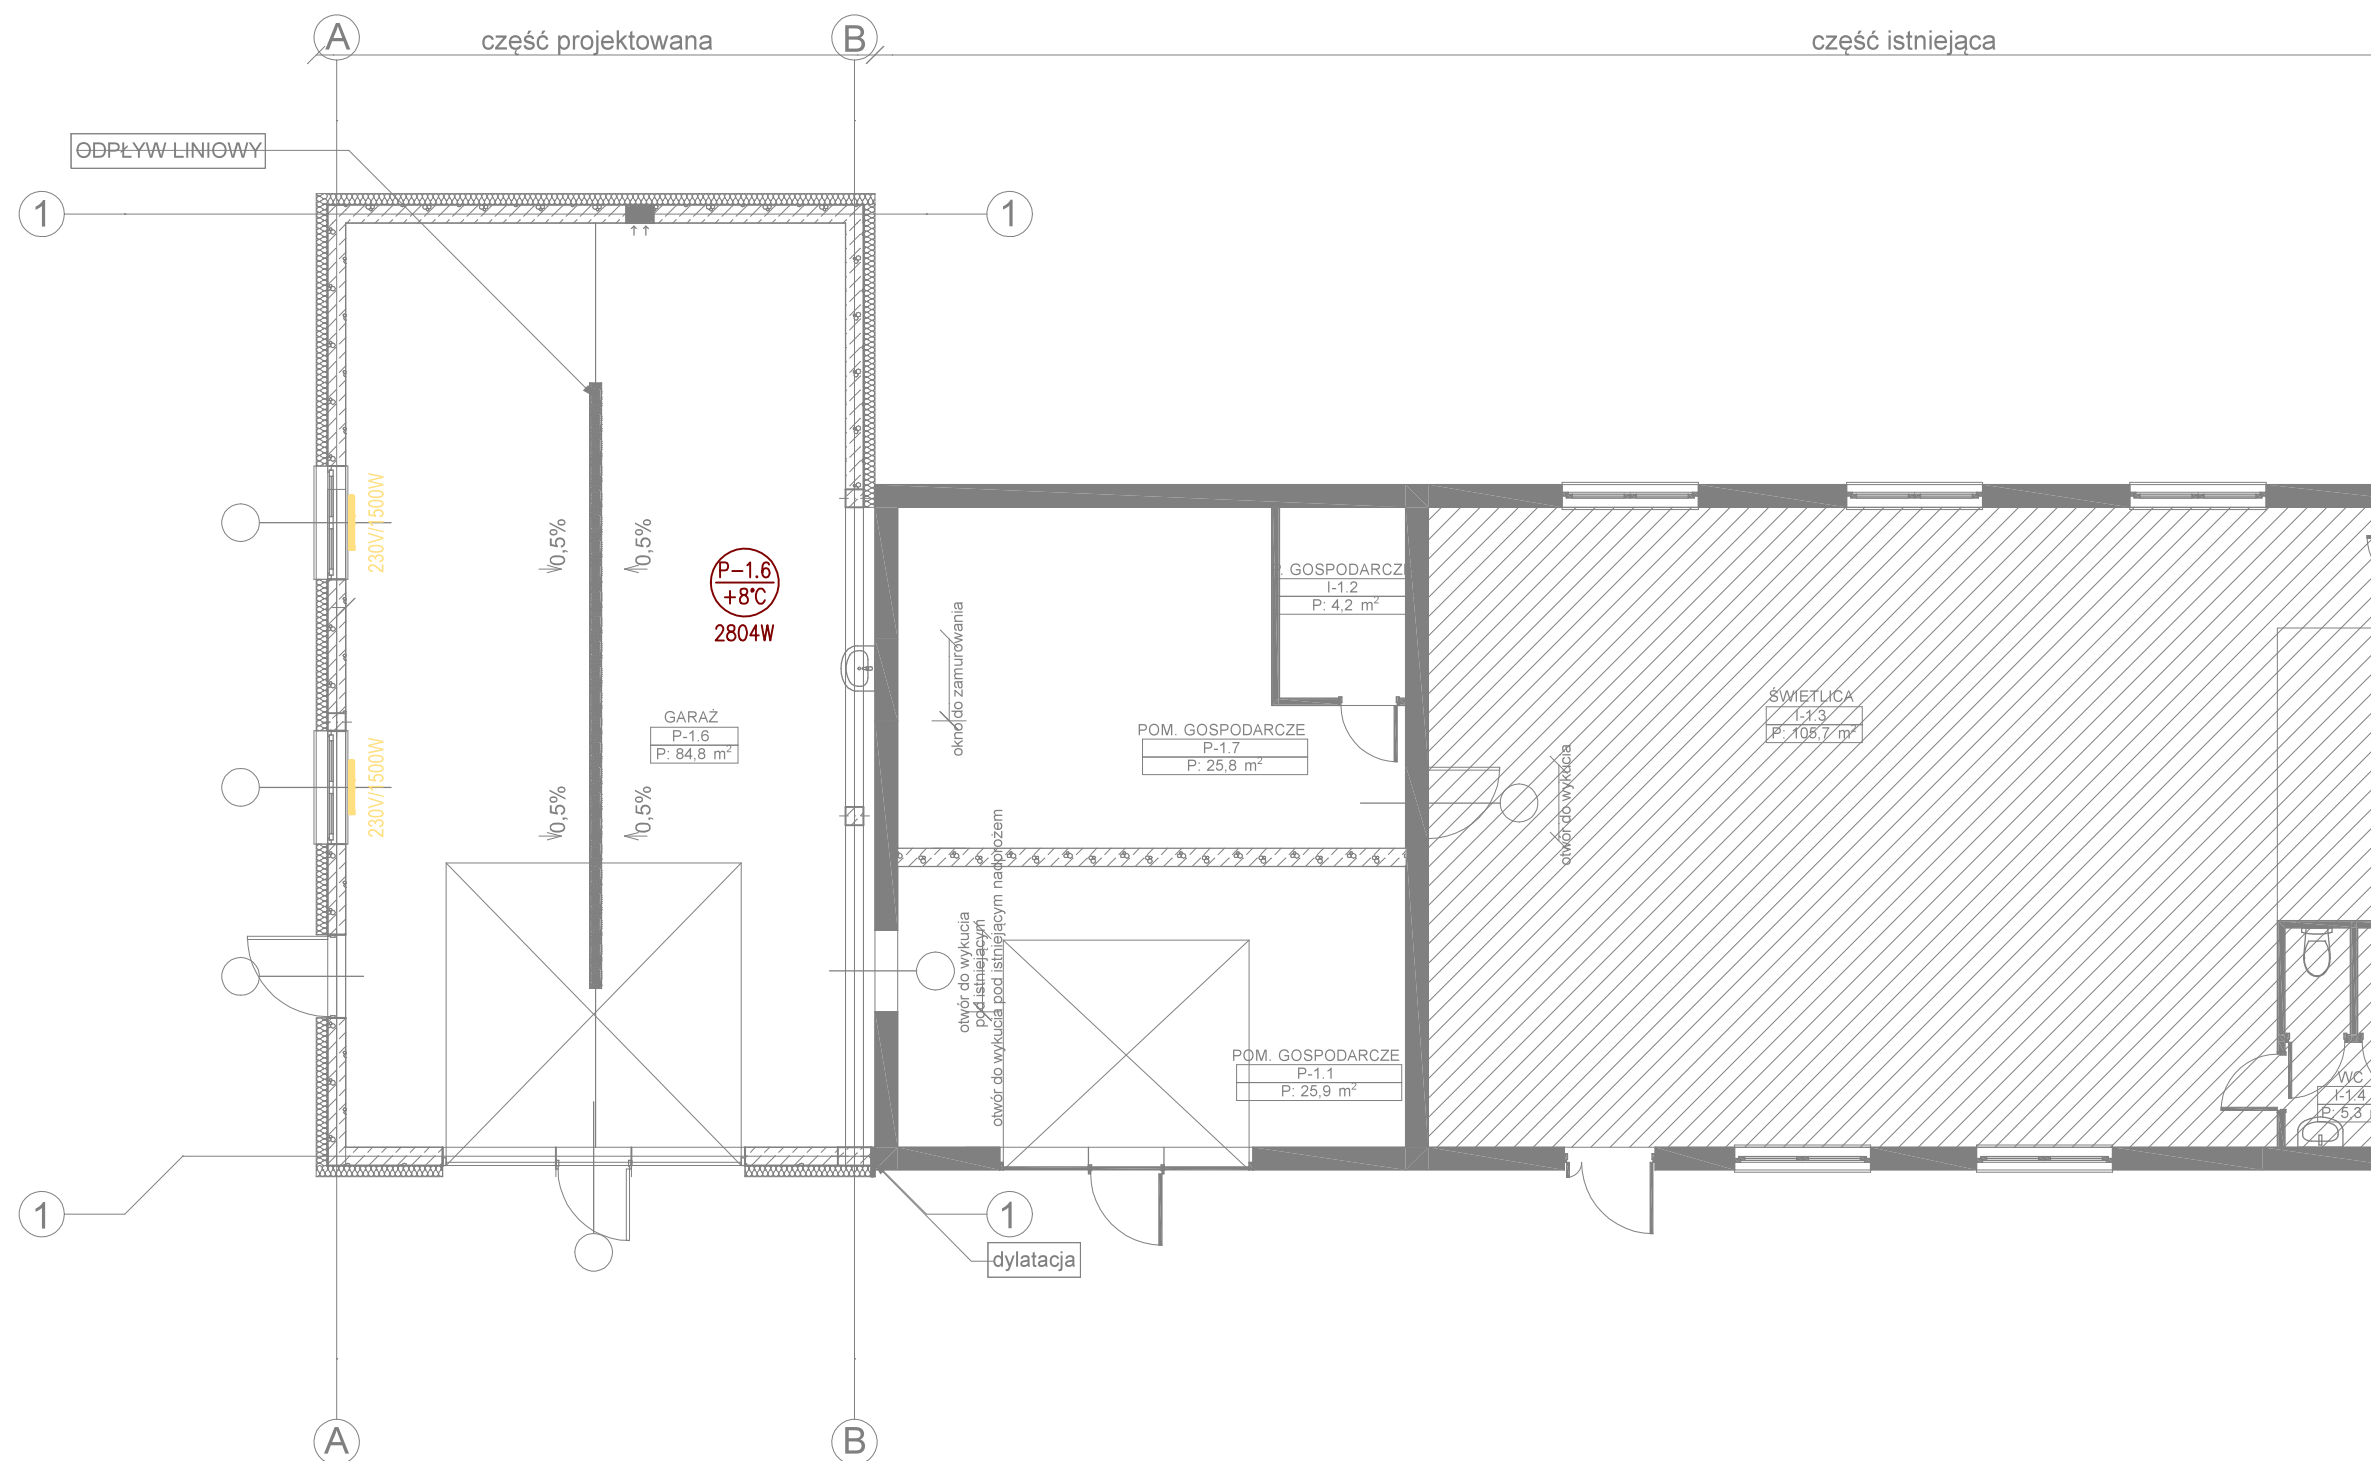 A
część projektowana
B
część istniejąca
ODPŁYW LINIOWY
1
1
230V/1500W
0,5%
0,5%
P-1.6
+8°C
2804W
okno do zamurowania
GOSPODARCZ
I-1.2
P: 4,2 m²
GARAŻ
P-1.6
P: 84,8 m²
POM. GOSPODARCZE
P-1.7
P: 25,8 m²
ŚWIETLICA
I-1.3
P: 105,7 m²
230V/1500W
0,5%
0,5%
otwór do wykucia
otwór do wykucia
pod istniejącym
otwór do wykucia pod istniejącym nadprożem
POM. GOSPODARCZE
P-1.1
P: 25,9 m²
WC
I-1.4
P: 5,3
1
1
dylatacja
A
B